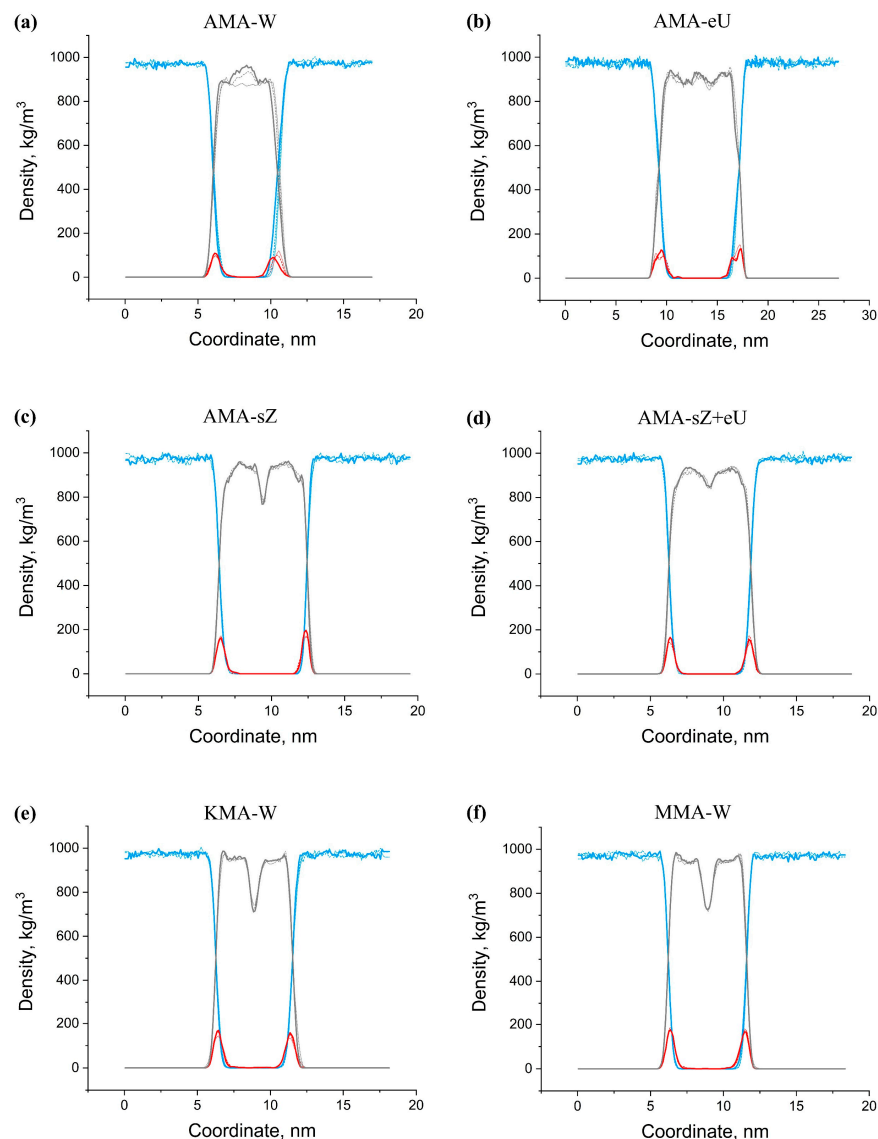 (a)
AMA-W
1000
800
600
400
200
0
Density, kg/m³
0 5 10 15 20
Coordinate, nm
(b)
AMA-eU
1000
800
600
400
200
0
Density, kg/m³
0 5 10 15 20 25 30
Coordinate, nm
(c)
AMA-sZ
1000
800
600
400
200
0
Density, kg/m³
0 5 10 15 20
Coordinate, nm
(d)
AMA-sZ+eU
1000
800
600
400
200
0
Density, kg/m³
0 5 10 15 20
Coordinate, nm
(e)
KMA-W
1000
800
600
400
200
0
Density, kg/m³
0 5 10 15 20
Coordinate, nm
(f)
MMA-W
1000
800
600
400
200
0
Density, kg/m³
0 5 10 15 20
Coordinate, nm